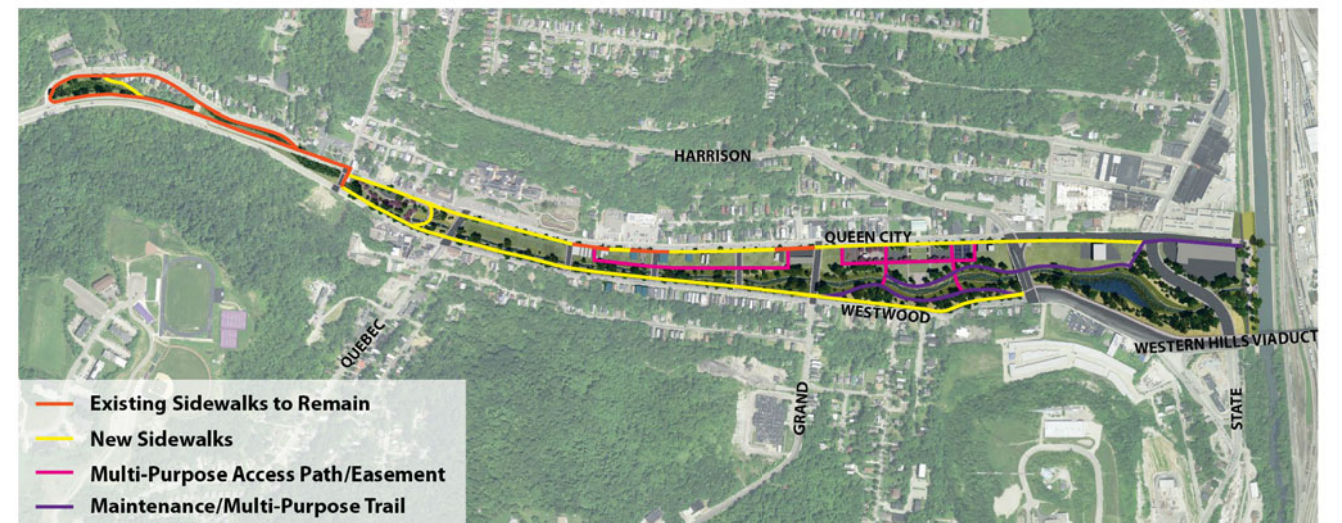 HARRISON
QUEEN CITY
WESTWOOD
QUEBEC
WESTERN HILLS VIADUCT
GRAND
STATE
Existing Sidewalks to Remain
New Sidewalks
Multi-Purpose Access Path/Easement
Maintenance/Multi-Purpose Trail